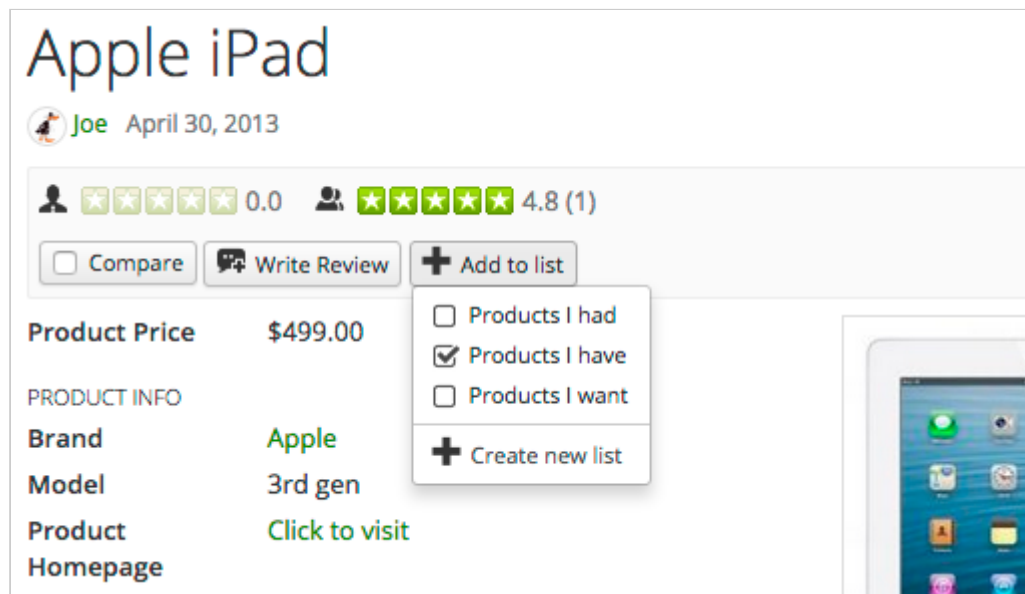 Apple iPad
Joe April 30, 2013
0.0 4.8 (1)
Compare Write Review Add to list
Products I had
Product Price $499.00
Products I have
Products I want
PRODUCT INFO
Brand Apple
Create new list
Model 3rd gen
Product Homepage Click to visit